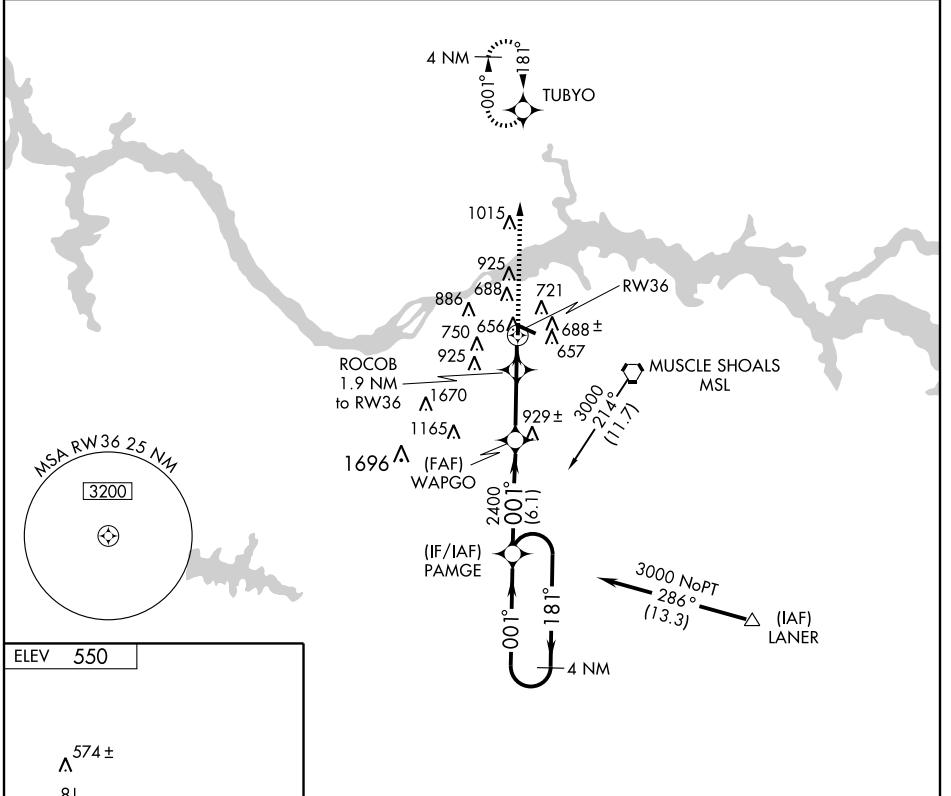 4 NM
001°
181°
TUBYO
1015
925
688
886
721
RW36
656
688 ±
750
657
925
ROCOB
1.9 NM
to RW36
MUSCLE SHOALS
MSL
3000
214°
(11.7)
1670
929 ±
1165
1696
(FAF)
WAPGO
MSA RW36 25 NM
3200
2400
001°
(6.1)
(IF/IAF)
PAMGE
3000 NoPT
286°
(13.3)
(IAF)
LANER
001°
181°
4 NM
ELEV 550
574 ±